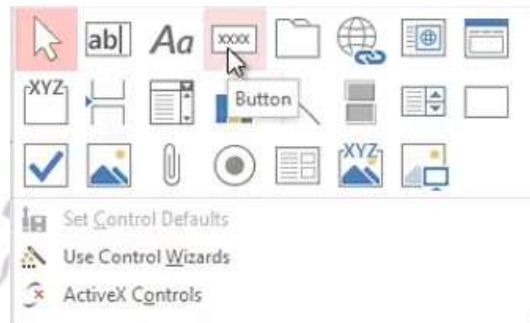 ab Aa xxxx
XYZ
Button
XYZ
Set Control Defaults
Use Control Wizards
ActiveX Controls